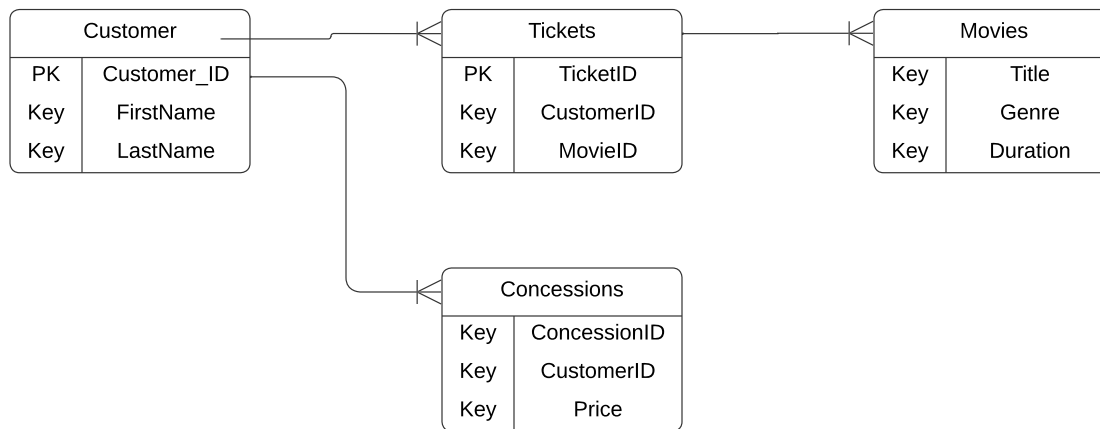 Customer
PK Customer_ID
Key FirstName
Key LastName
Tickets
PK TicketID
Key CustomerID
Key MovieID
Movies
Key Title
Key Genre
Key Duration
Concessions
Key ConcessionID
Key CustomerID
Key Price